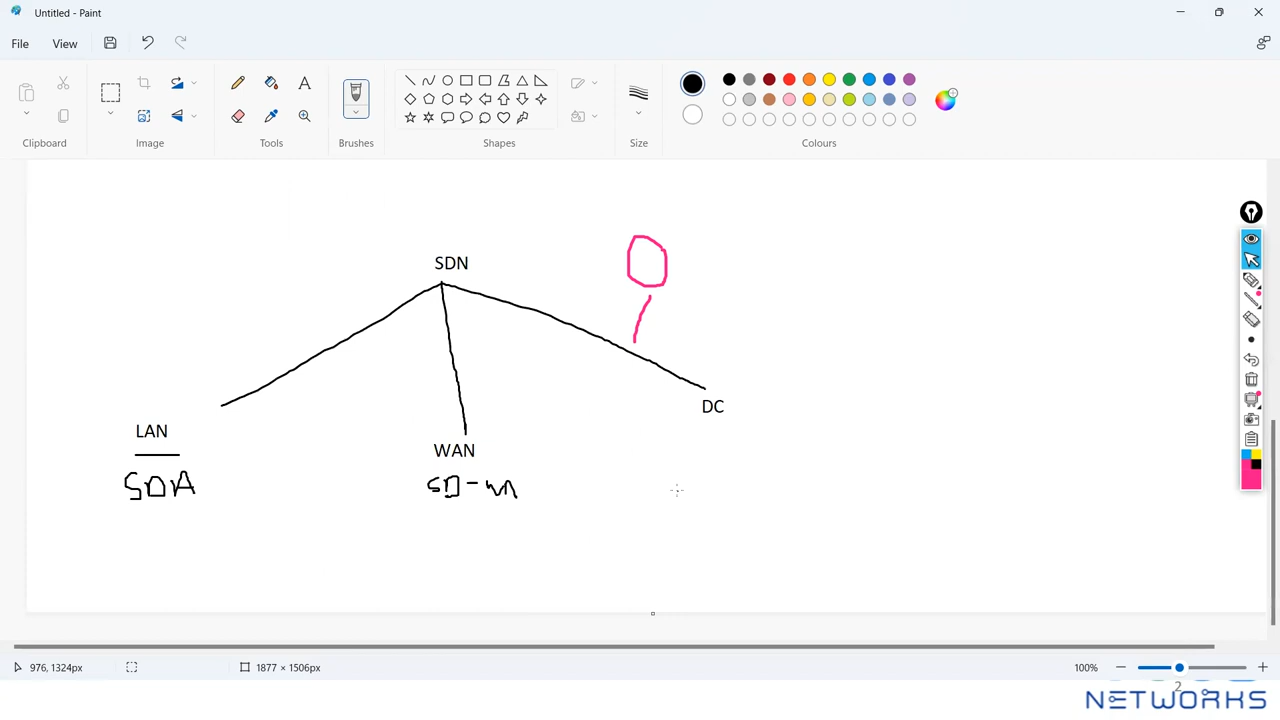 Untitled - Paint
File View
Clipboard Image Tools Brushes Shapes Size Colours
SDN
DC
LAN
WAN
SDA
SD-
976, 1324px 1877 × 1506px 100%
2
NETWORKS